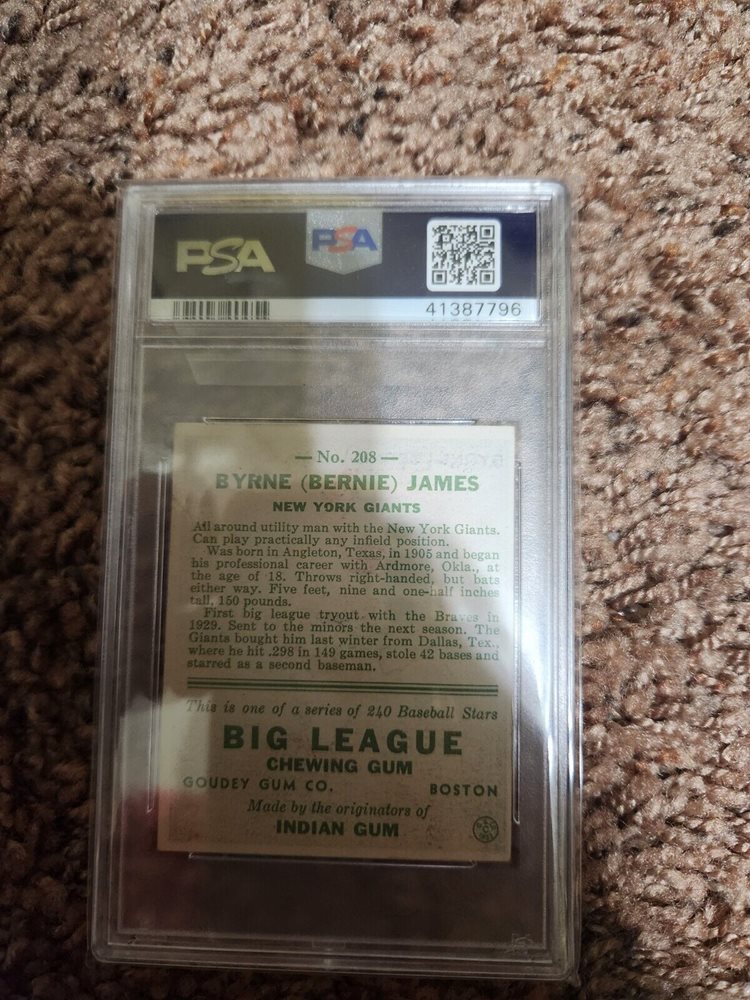 PSA
PSA
41387796
— No. 208 —
BYRNE (BERNIE) JAMES
NEW YORK GIANTS
All around utility man with the New York Giants.
Can play practically any infield position.
Was born in Angleton, Texas, in 1905 and began
his professional career with Ardmore, Okla., at
the age of 18. Throws right-handed, but bats
either way. Five feet, nine and one-half inches
tall, 150 pounds.
First big league tryout with the Braves in
1929. Sent to the minors the next season. The
Giants bought him last winter from Dallas, Tex.,
where he hit .298 in 149 games, stole 42 bases and
starred as a second baseman.
This is one of a series of 240 Baseball Stars
BIG LEAGUE
CHEWING GUM
GOUDEY GUM CO. BOSTON
Made by the originators of
INDIAN GUM